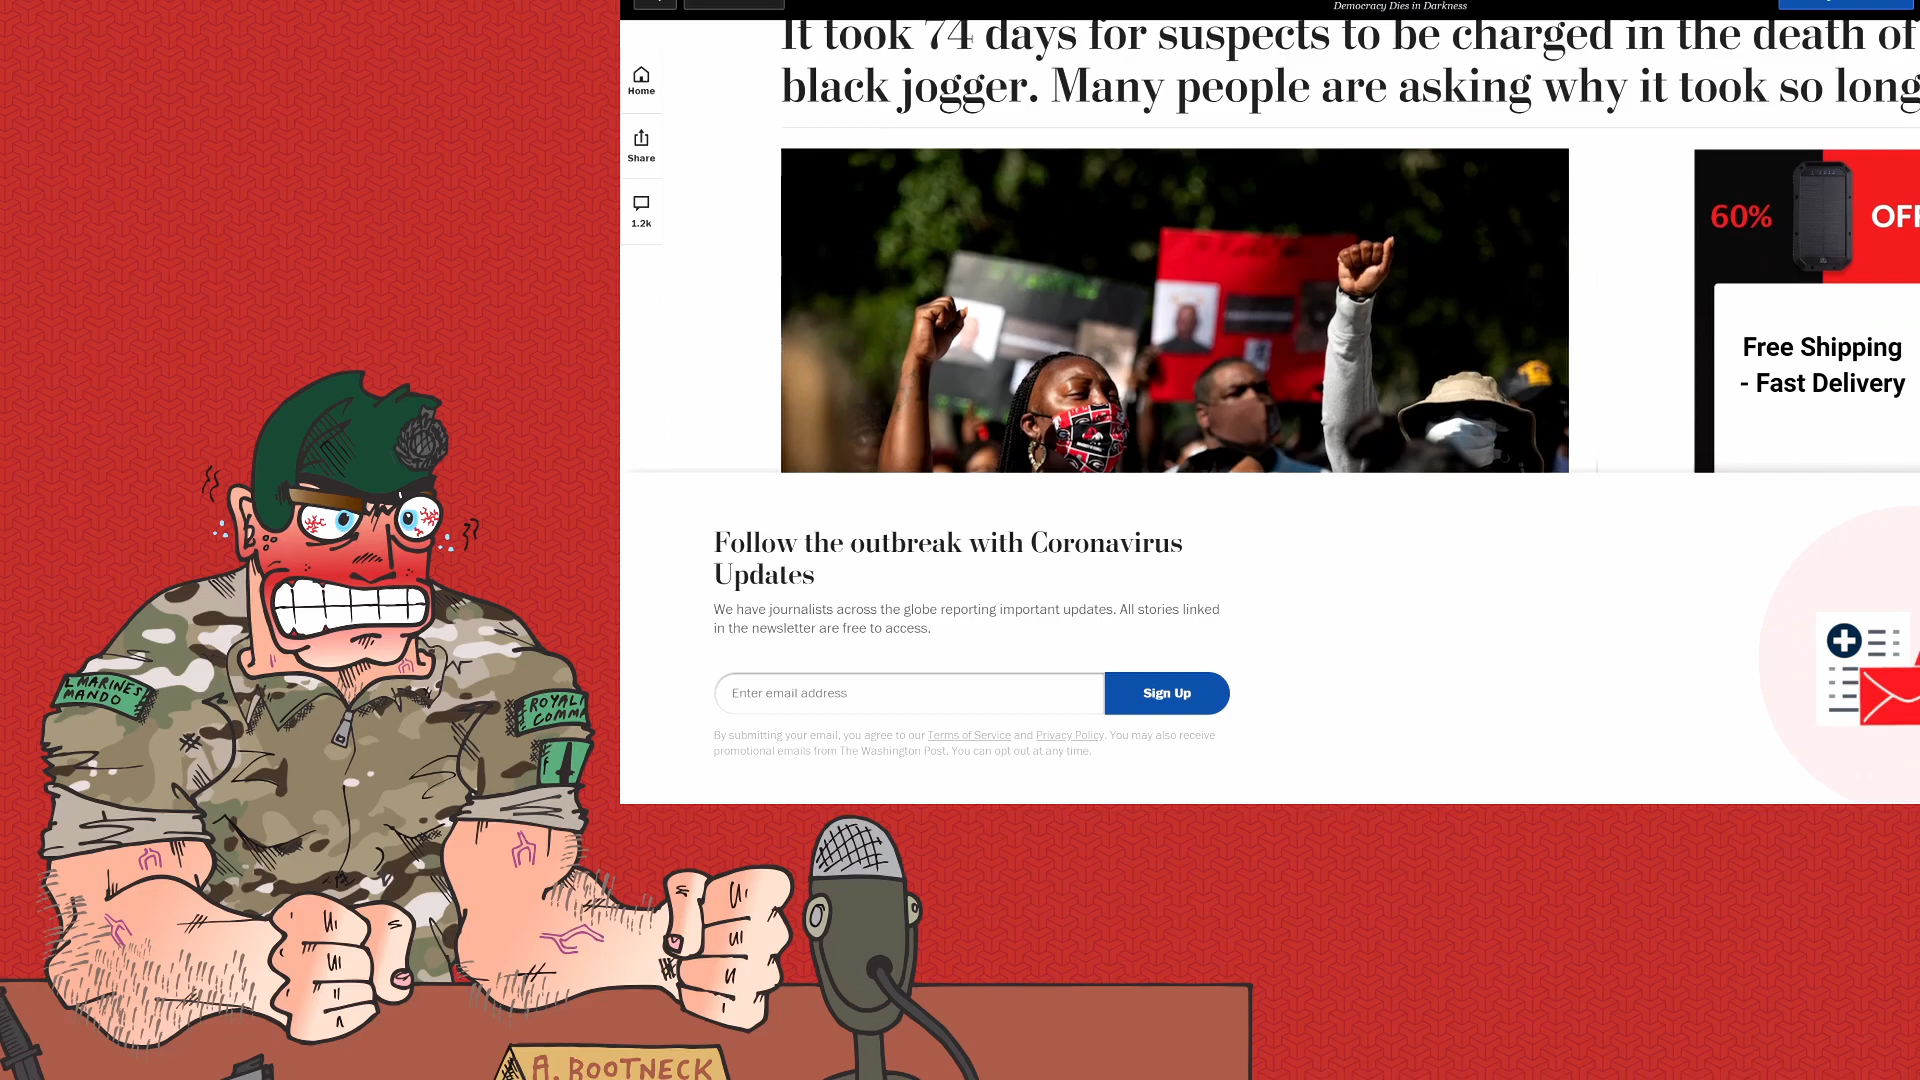 Democracy Dies in Darkness
It took 74 days for suspects to be charged in the death of
black jogger. Many people are asking why it took so long
Home
Share
1.2k
60%
OFF
Free Shipping
- Fast Delivery
Follow the outbreak with Coronavirus
Updates
We have journalists across the globe reporting important updates. All stories linked
in the newsletter are free to access.
Enter email address
Sign Up
By submitting your email, you agree to our Terms of Service and Privacy Policy. You may also receive
promotional emails from The Washington Post. You can opt out at any time.
L MARINES
MANDO
ROYAL
COMMA
A. BOOTNECK